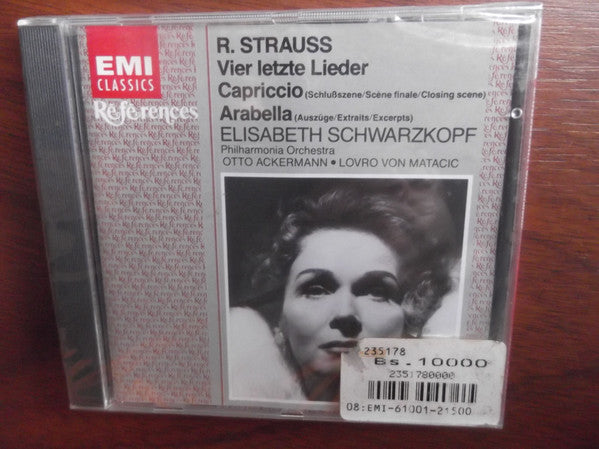 EMI
CLASSICS
References
R. STRAUSS
Vier letzte Lieder
Capriccio (Schlußszene/Scène finale/Closing scene)
Arabella (Auszüge/Extraits/Excerpts)
ELISABETH SCHWARZKOPF
Philharmonia Orchestra
OTTO ACKERMANN • LOVRO VON MATACIC
235178
Bs. 10000
2351780000
08:EMI-61001-21500